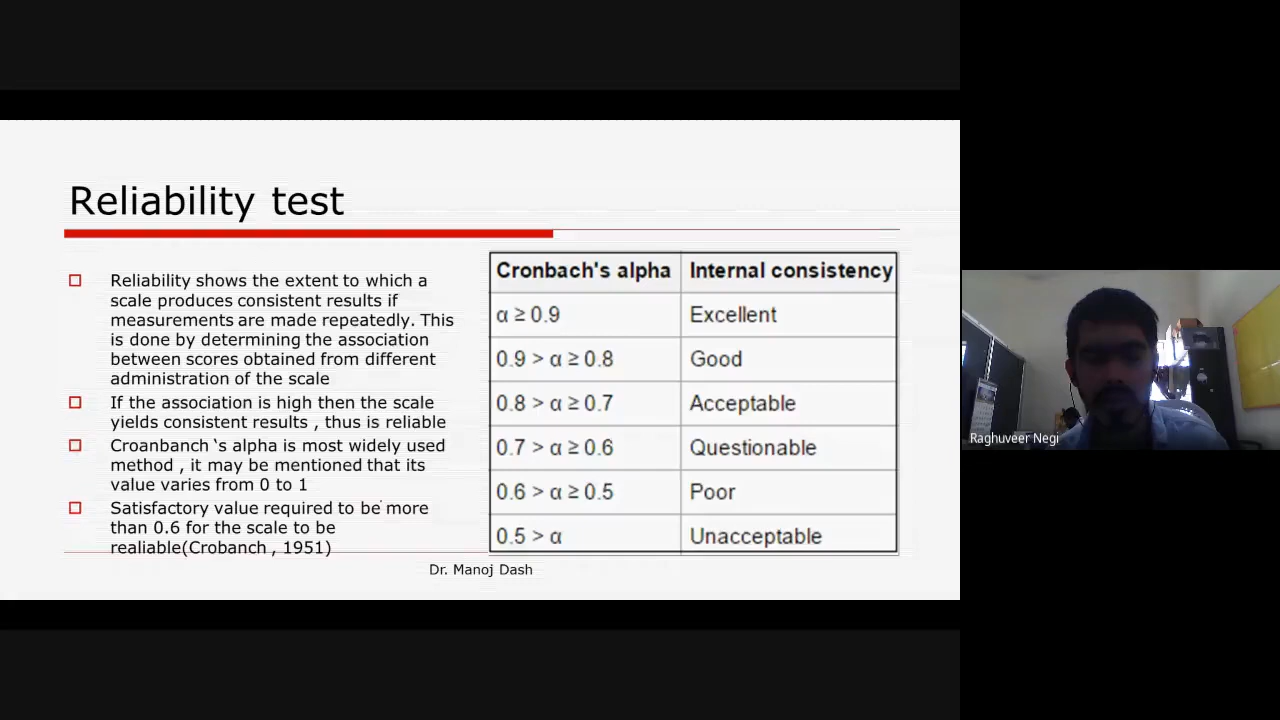 Reliability test
Reliability shows the extent to which a
scale produces consistent results if
measurements are made repeatedly. This
is done by determining the association
between scores obtained from different
administration of the scale
If the association is high then the scale
yields consistent results , thus is reliable
Croanbanch ‘s alpha is most widely used
method , it may be mentioned that its
value varies from 0 to 1
Satisfactory value required to be more
than 0.6 for the scale to be
realiable(Crobanch , 1951)
Cronbach's alpha Internal consistency
α ≥ 0.9 Excellent
0.9 > α ≥ 0.8 Good
0.8 > α ≥ 0.7 Acceptable
0.7 > α ≥ 0.6 Questionable
0.6 > α ≥ 0.5 Poor
0.5 > α Unacceptable
Dr. Manoj Dash
Raghuveer Negi